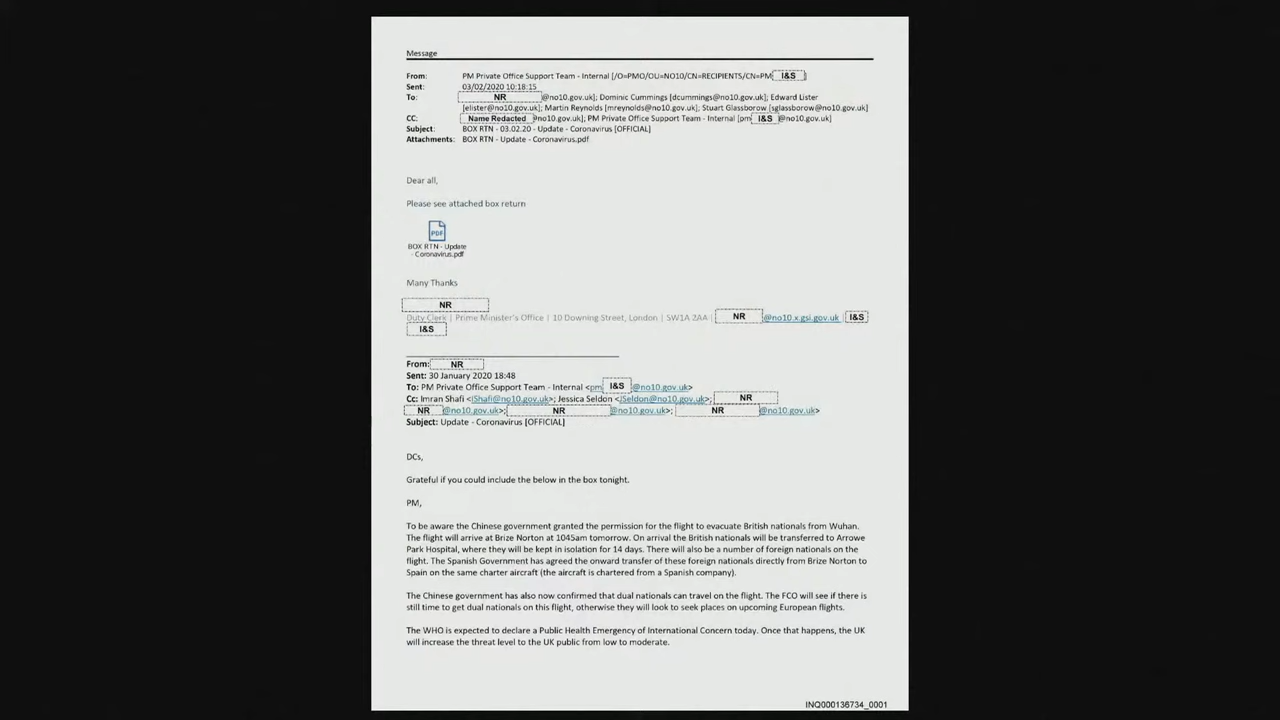 Message
From: PM Private Office Support Team - Internal [/O=PMO/OU=NO10/CN=RECIPIENTS/CN=PM I&S ]
Sent: 03/02/2020 10:18:15
To: NR @no10.gov.uk]; Dominic Cummings [dcummings@no10.gov.uk]; Edward Lister
[elister@no10.gov.uk]; Martin Reynolds [mreynolds@no10.gov.uk]; Stuart Glassborow [sglassborow@no10.gov.uk]
CC: Name Redacted @no10.gov.uk]; PM Private Office Support Team - Internal [pm I&S @no10.gov.uk]
Subject: BOX RTN - 03.02.20 - Update - Coronavirus [OFFICIAL]
Attachments: BOX RTN - Update - Coronavirus.pdf
Dear all,
Please see attached box return
PDF
BOX RTN - Update
- Coronavirus.pdf
Many Thanks
NR
Duty Clerk | Prime Minister's Office | 10 Downing Street, London | SW1A 2AA | NR @no10.x.gsi.gov.uk | I&S
I&S
From: NR
Sent: 30 January 2020 18:48
To: PM Private Office Support Team - Internal <pm I&S @no10.gov.uk>
Cc: Imran Shafi <iShafi@no10.gov.uk>; Jessica Seldon <jSeldon@no10.gov.uk>; NR
NR @no10.gov.uk>; NR @no10.gov.uk>; NR @no10.gov.uk>
Subject: Update - Coronavirus [OFFICIAL]
DCs,
Grateful if you could include the below in the box tonight.
PM,
To be aware the Chinese government granted the permission for the flight to evacuate British nationals from Wuhan.
The flight will arrive at Brize Norton at 1045am tomorrow. On arrival the British nationals will be transferred to Arrowe
Park Hospital, where they will be kept in isolation for 14 days. There will also be a number of foreign nationals on the
flight. The Spanish Government has agreed the onward transfer of these foreign nationals directly from Brize Norton to
Spain on the same charter aircraft (the aircraft is chartered from a Spanish company).
The Chinese government has also now confirmed that dual nationals can travel on the flight. The FCO will see if there is
still time to get dual nationals on this flight, otherwise they will look to seek places on upcoming European flights.
The WHO is expected to declare a Public Health Emergency of International Concern today. Once that happens, the UK
will increase the threat level to the UK public from low to moderate.
INQ000136734_0001